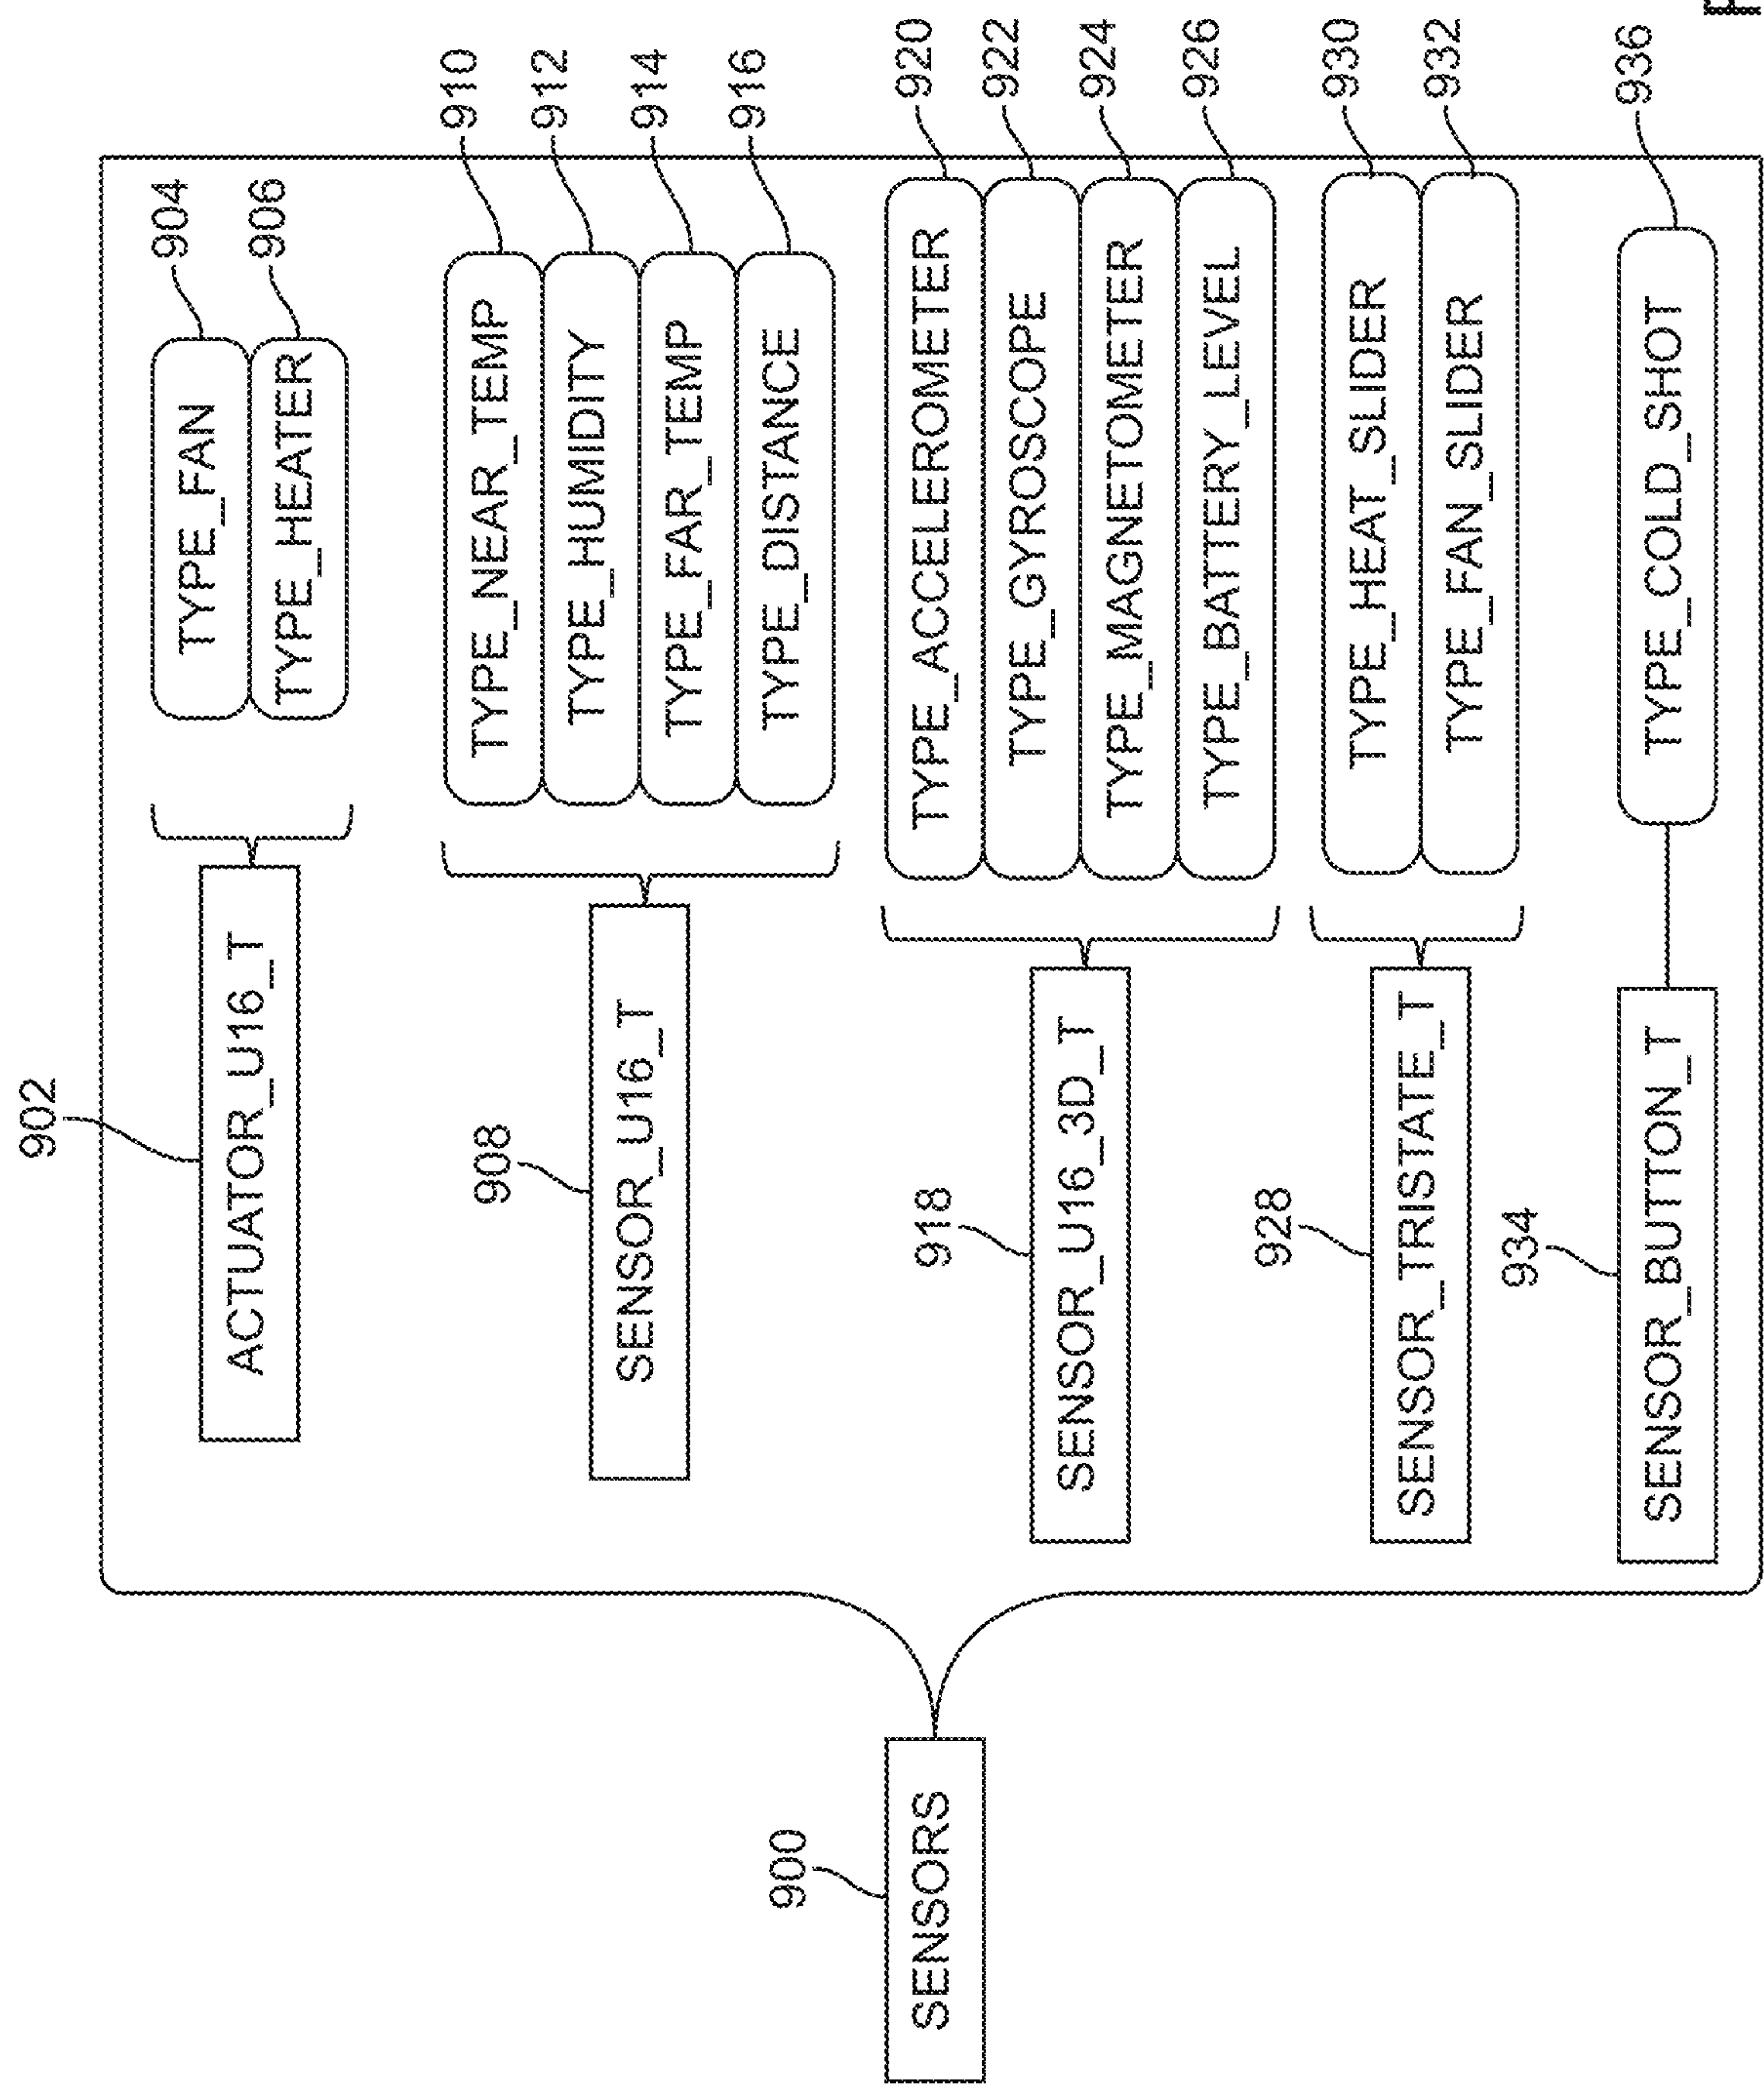 900
SENSORS
902
ACTUATOR_U16_T
904
TYPE_FAN
906
TYPE_HEATER
908
SENSOR_U16_T
910
TYPE_NEAR_TEMP
912
TYPE_HUMIDITY
914
TYPE_FAR_TEMP
916
TYPE_DISTANCE
918
SENSOR_U16_3D_T
920
TYPE_ACCELEROMETER
922
TYPE_GYROSCOPE
924
TYPE_MAGNETOMETER
926
TYPE_BATTERY_LEVEL
928
SENSOR_TRISTATE_T
930
TYPE_HEAT_SLIDER
932
TYPE_FAN_SLIDER
934
SENSOR_BUTTON_T
936
TYPE_COLD_SHOT